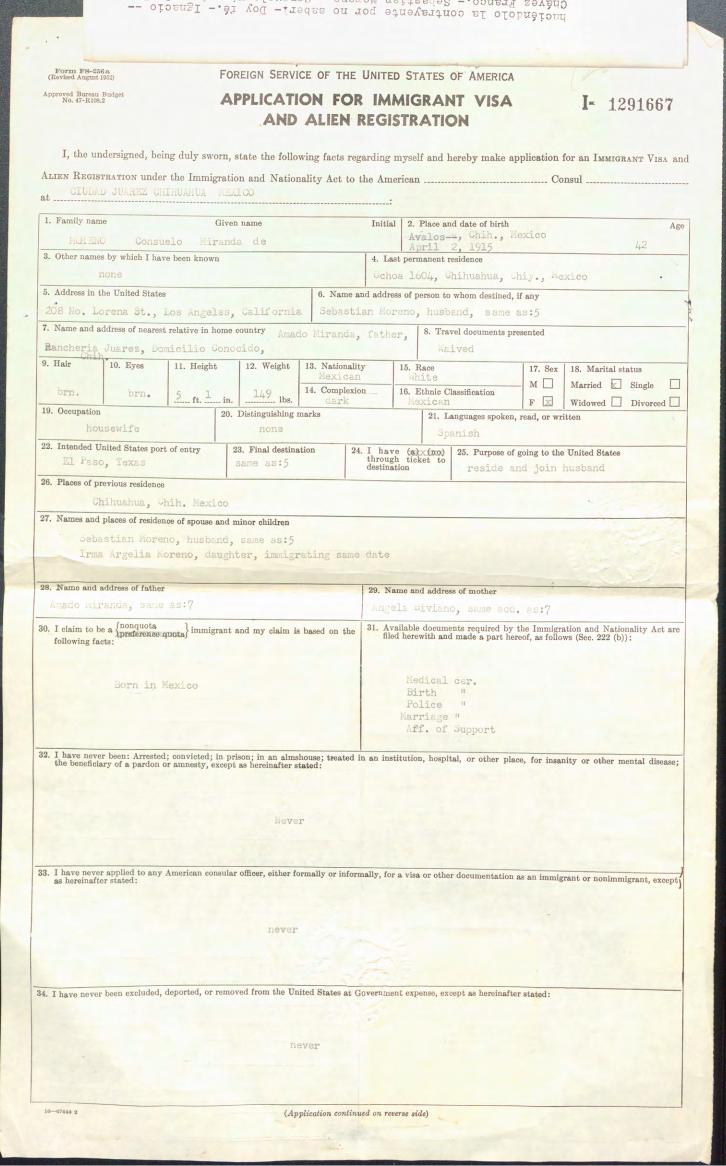 haciéndolo la contrayente por no saber.- Doy fé.- Ignacio --
Chávez Franco.- Sebastian
Form FS-256a
(Revised August 1952)
Approved Bureau Budget
No. 47-R108.2
FOREIGN SERVICE OF THE UNITED STATES OF AMERICA
APPLICATION FOR IMMIGRANT VISA
AND ALIEN REGISTRATION
I- 1291667
I, the undersigned, being duly sworn, state the following facts regarding myself and hereby make application for an IMMIGRANT VISA and
ALIEN REGISTRATION under the Immigration and Nationality Act to the American Consul
at CIUDAD JUAREZ CHIHUAHUA MEXICO :
1. Family name Given name Initial
MORENO Consuelo Miranda de
2. Place and date of birth Age
Avalos--, Chih., Mexico
April 2, 1915 42
3. Other names by which I have been known
none
4. Last permanent residence
Ochoa 1604, Chihuahua, Chiy., Mexico
5. Address in the United States
208 No. Lorena St., Los Angeles, California
6. Name and address of person to whom destined, if any
Sebastian Moreno, husband, same as:5
7. Name and address of nearest relative in home country Amado Miranda, father,
Rancheria Juarez, Domicilio Conocido,
Chih.
8. Travel documents presented
Waived
9. Hair
brn.
10. Eyes
brn.
11. Height
5 ft. 1 in.
12. Weight
149 lbs.
13. Nationality
Mexican
14. Complexion
dark
15. Race
White
16. Ethnic Classification
Mexican
17. Sex
M
F x
18. Marital status
Married x Single
Widowed Divorced
19. Occupation
housewife
20. Distinguishing marks
none
21. Languages spoken, read, or written
Spanish
22. Intended United States port of entry
El Paso, Texas
23. Final destination
same as:5
24. I have (a) (no)
through ticket to
destination
25. Purpose of going to the United States
reside and join husband
26. Places of previous residence
Chihuahua, Chih. Mexico
27. Names and places of residence of spouse and minor children
Sebastian Moreno, husband, same as:5
Irma Argelia Moreno, daughter, immigrating same date
28. Name and address of father
Amado Miranda, same as:7
29. Name and address of mother
Angela Viviano, same add. as:7
30. I claim to be a {nonquota
preference quota} immigrant and my claim is based on the
following facts:
Born in Mexico
31. Available documents required by the Immigration and Nationality Act are
filed herewith and made a part hereof, as follows (Sec. 222 (b)):
Medical cer.
Birth "
Police "
Marriage "
Aff. of Support
32. I have never been: Arrested; convicted; in prison; in an almshouse; treated in an institution, hospital, or other place, for insanity or other mental disease;
the beneficiary of a pardon or amnesty, except as hereinafter stated:
Never
33. I have never applied to any American consular officer, either formally or informally, for a visa or other documentation as an immigrant or nonimmigrant, except
as hereinafter stated:
never
34. I have never been excluded, deported, or removed from the United States at Government expense, except as hereinafter stated:
never
16—67444-2
(Application continued on reverse side)